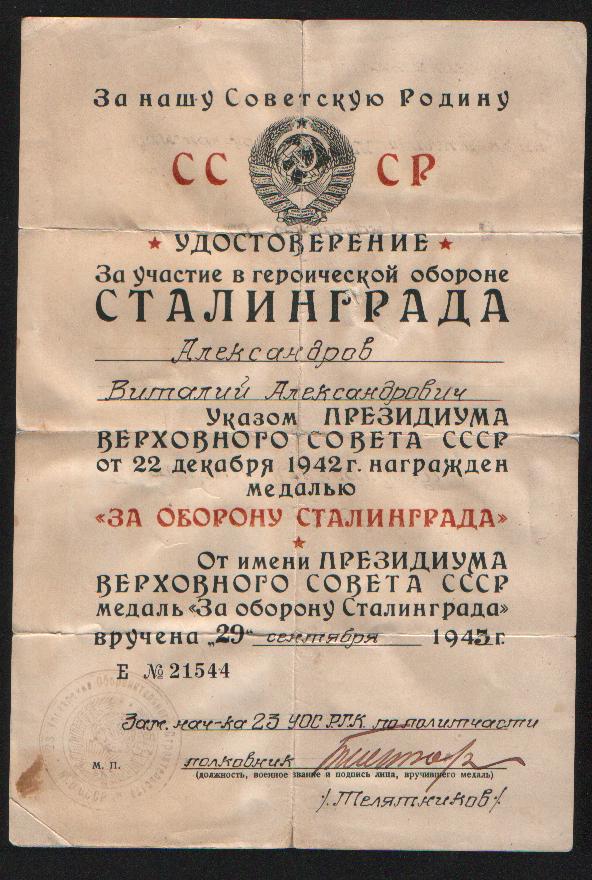 За нашу Советскую Родину
СС СР
УДОСТОВЕРЕНИЕ
За участие в героической обороне
СТАЛИНГРАДА
Александров
Виталий Александрович
Указом ПРЕЗИДИУМА
ВЕРХОВНОГО СОВЕТА СССР
от 22 декабря 1942 г. награжден
медалью
«ЗА ОБОРОНУ СТАЛИНГРАДА»
От имени ПРЕЗИДИУМА
ВЕРХОВНОГО СОВЕТА СССР
медаль «За оборону Сталинграда»
вручена „29" сентября 1943 г.
Е № 21544
Зам. нач-ка 23 УОС РГК по политчасти
м. п. полковник
(должность, военное звание и подпись лица, вручившего медаль)
/Телятников/